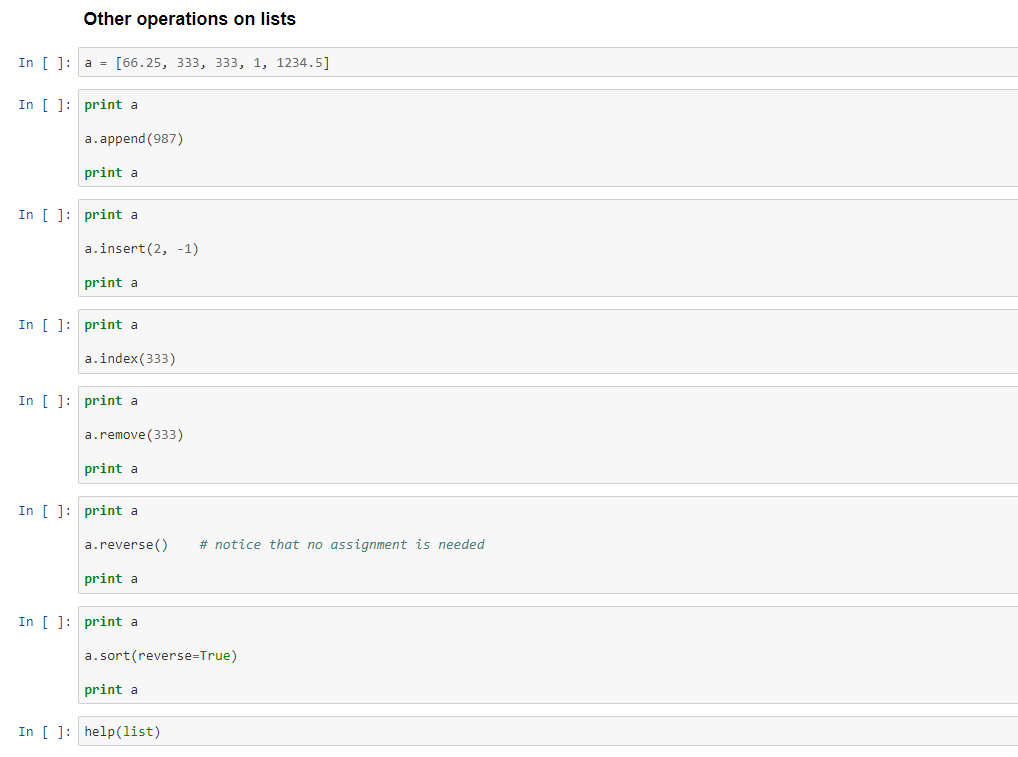 Other operations on lists
In [ ]: a = [66.25, 333, 333, 1, 1234.5]
In [ ]: print a
a.append(987)
print a
In [ ]: print a
a.insert(2, -1)
print a
In [ ]: print a
a.index(333)
In [ ]: print a
a.remove(333)
print a
In [ ]: print a
a.reverse()    # notice that no assignment is needed
print a
In [ ]: print a
a.sort(reverse=True)
print a
In [ ]: help(list)